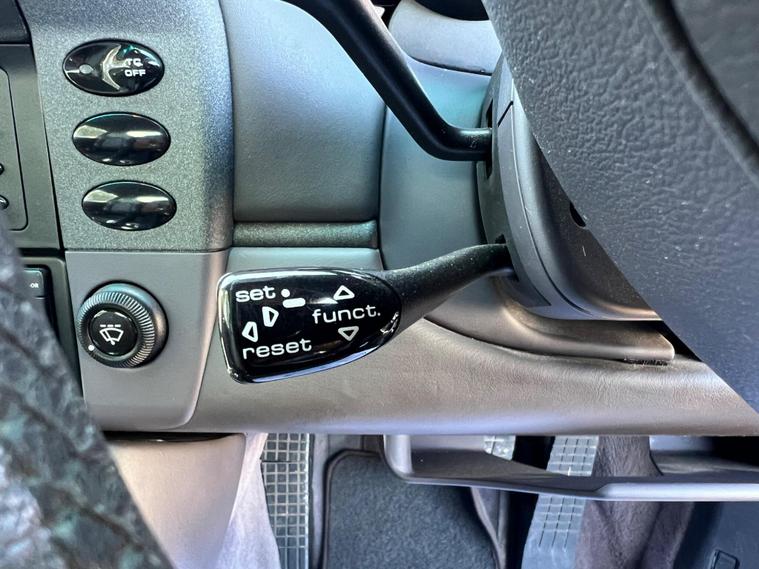 TC
OFF
set
funct.
reset